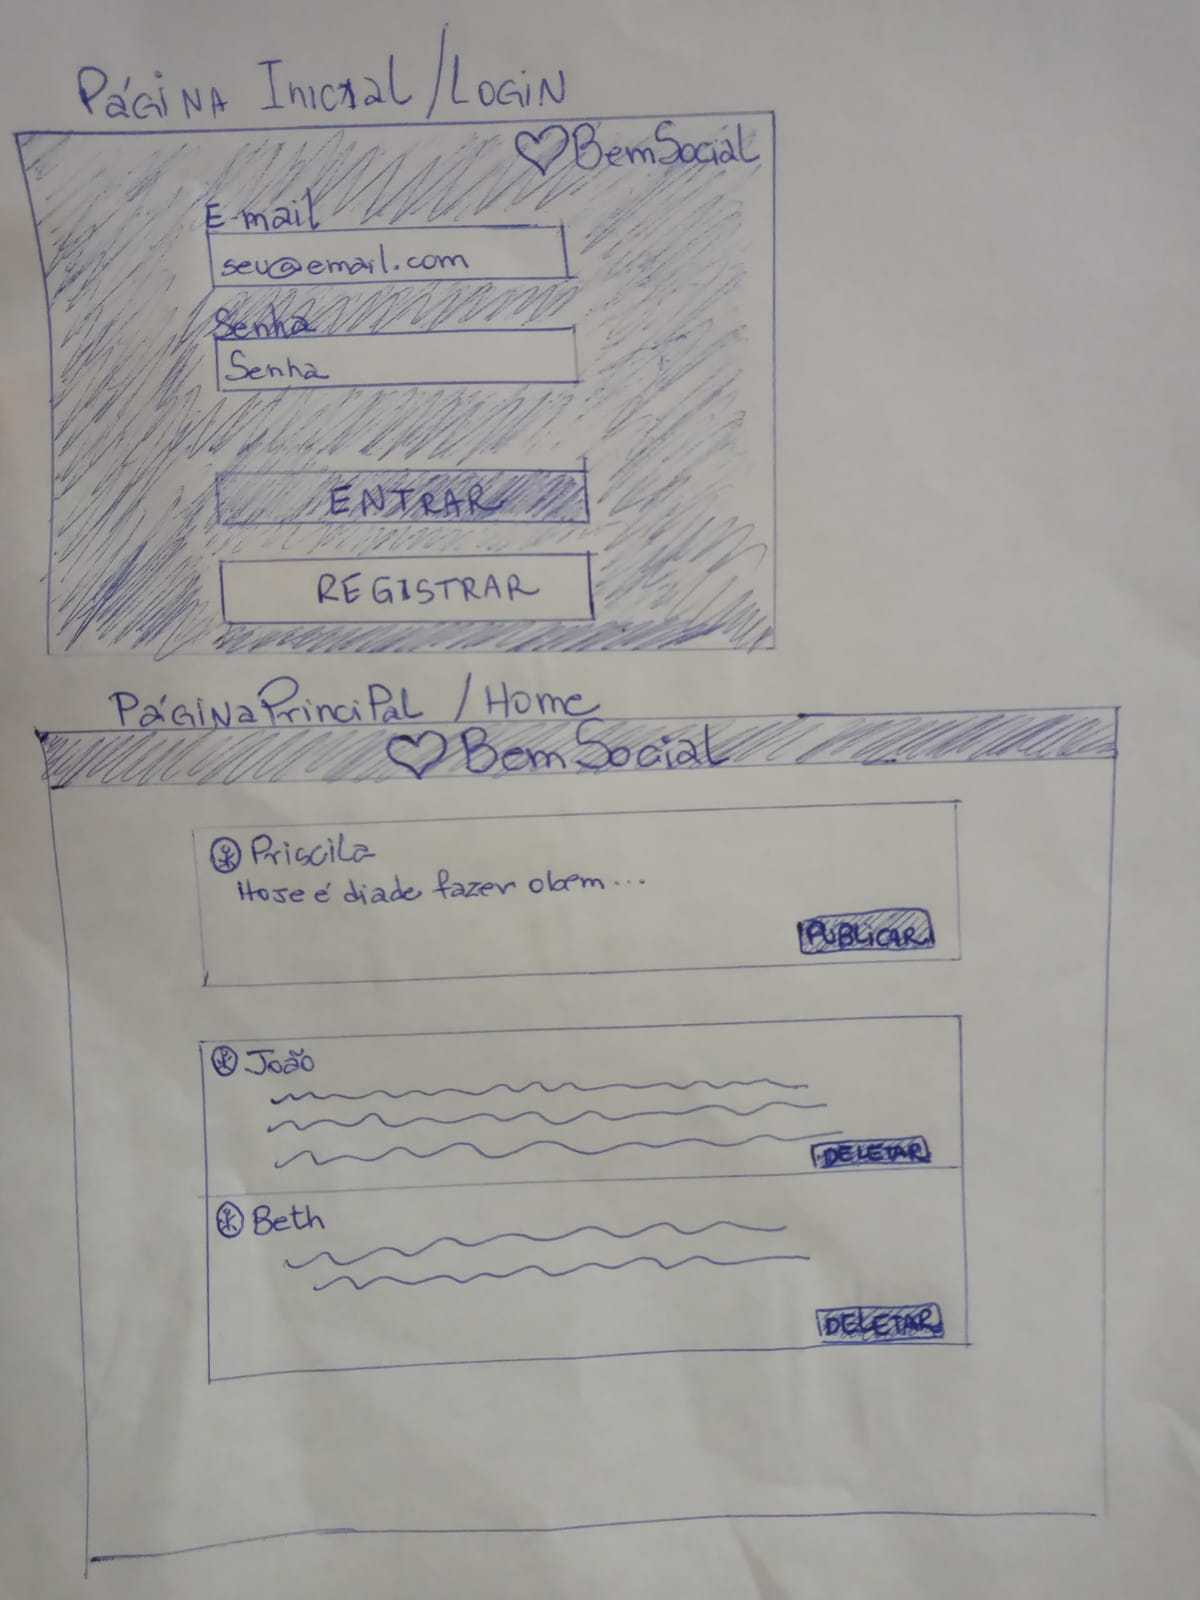 Página Inicial / Login
BemSocial
E-mail
seu@email.com
Senha
Senha
ENTRAR
REGISTRAR
Página Principal / Home
BemSocial
Priscila
Hoje é dia de fazer o bem...
PUBLICAR
João
DELETAR
Beth
DELETAR